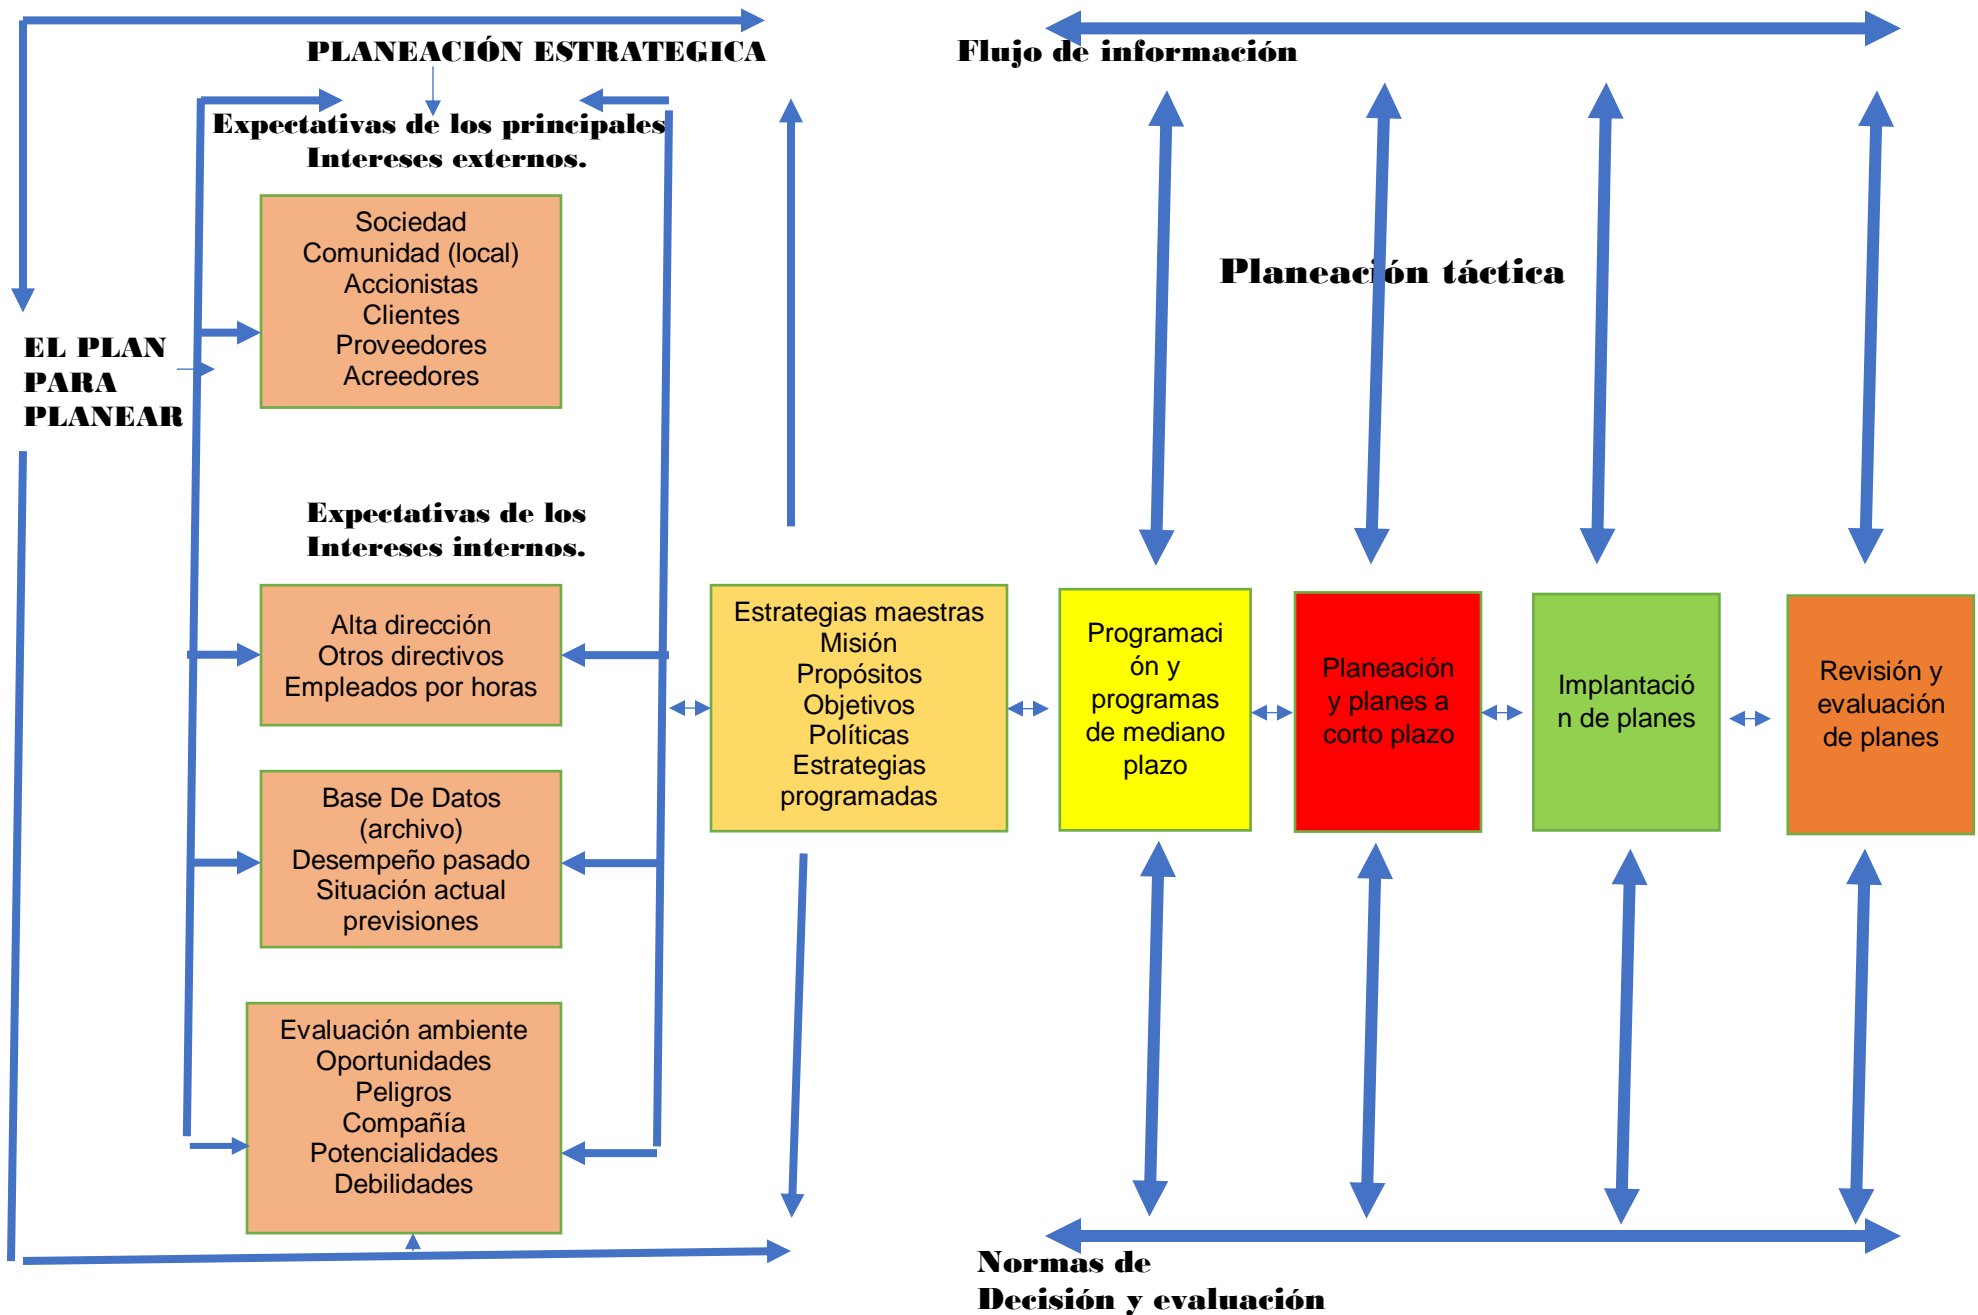 PLANEACIÓN ESTRATEGICA
Flujo de información
Expectativas de los principales
Intereses externos.
Sociedad
Comunidad (local)
Accionistas
Clientes
Proveedores
Acreedores
Planeación táctica
EL PLAN
PARA
PLANEAR
Expectativas de los
Intereses internos.
Alta dirección
Otros directivos
Empleados por horas
Base De Datos
(archivo)
Desempeño pasado
Situación actual
previsiones
Evaluación ambiente
Oportunidades
Peligros
Compañía
Potencialidades
Debilidades
Estrategias maestras
Misión
Propósitos
Objetivos
Políticas
Estrategias
programadas
Programaci
ón y
programas
de mediano
plazo
Planeación
y planes a
corto plazo
Implantació
n de planes
Revisión y
evaluación
de planes
Normas de
Decisión y evaluación